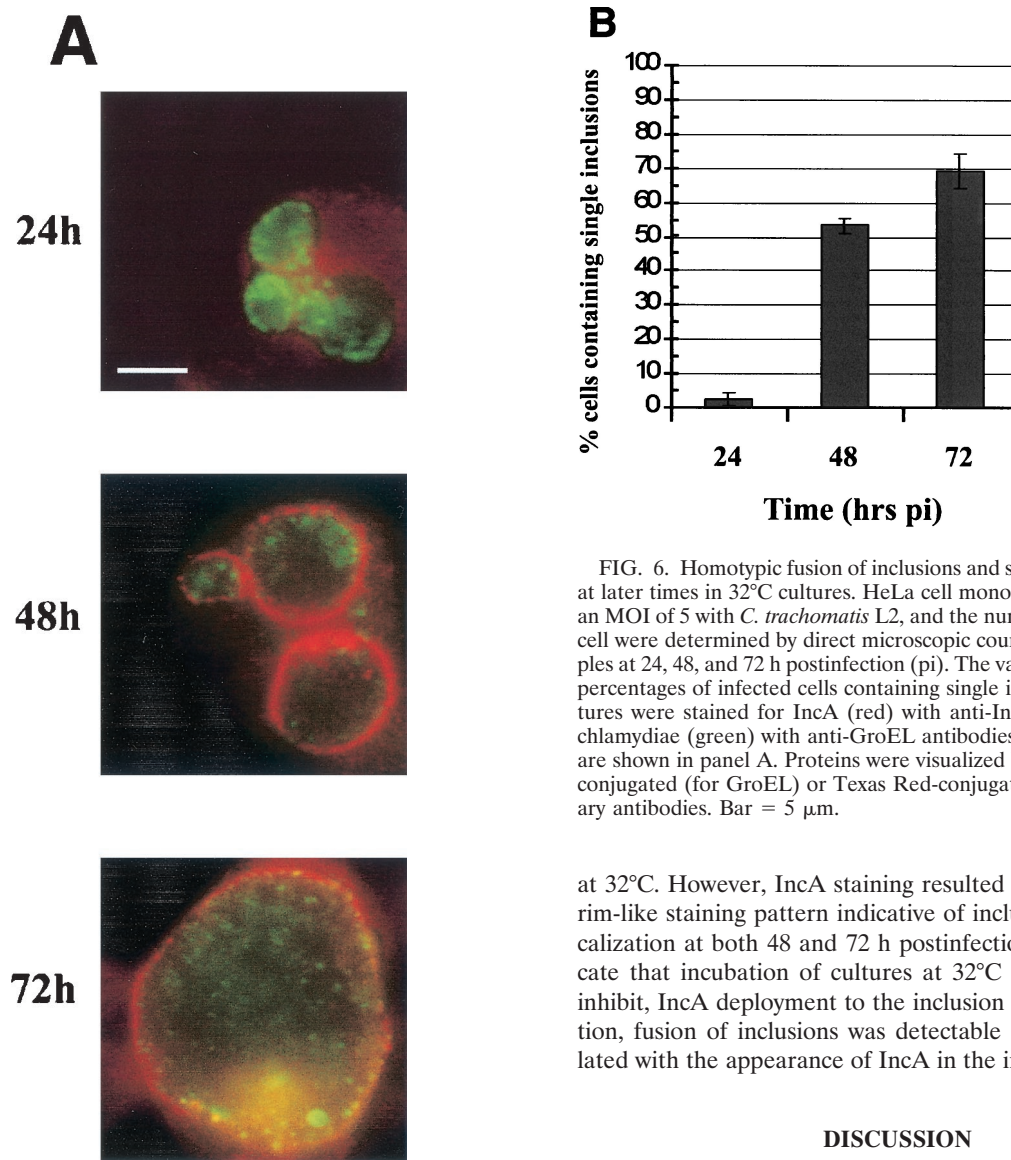 A
24h
48h
72h
B
% cells containing single inclusions
100
90
80
70
60
50
40
30
20
10
0
24 48 72
Time (hrs pi)
FIG. 6. Homotypic fusion of inclusions and s
at later times in 32°C cultures. HeLa cell mono
an MOI of 5 with C. trachomatis L2, and the nu
cell were determined by direct microscopic cou
ples at 24, 48, and 72 h postinfection (pi). The va
percentages of infected cells containing single i
tures were stained for IncA (red) with anti-In
chlamydiae (green) with anti-GroEL antibodies
are shown in panel A. Proteins were visualized
conjugated (for GroEL) or Texas Red-conjugat
ary antibodies. Bar = 5 μm.
at 32°C. However, IncA staining resulted
rim-like staining pattern indicative of inclu
calization at both 48 and 72 h postinfectio
cate that incubation of cultures at 32°C
inhibit, IncA deployment to the inclusion
tion, fusion of inclusions was detectable
lated with the appearance of IncA in the i
DISCUSSION